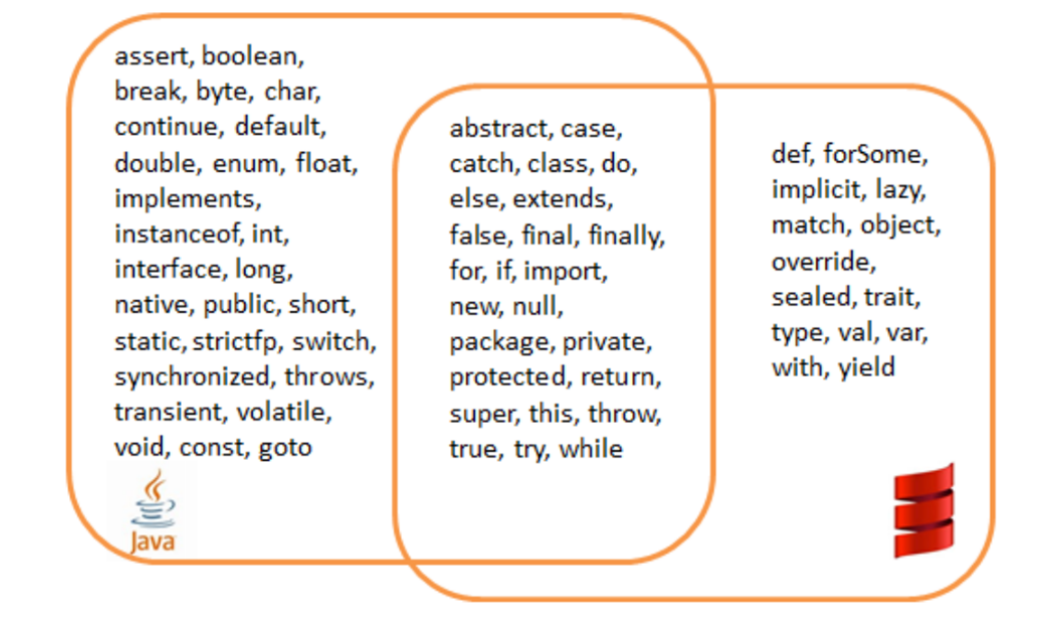 assert, boolean,
break, byte, char,
continue, default,
double, enum, float,
implements,
instanceof, int,
interface, long,
native, public, short,
static, strictfp, switch,
synchronized, throws,
transient, volatile,
void, const, goto
Java
abstract, case,
catch, class, do,
else, extends,
false, final, finally,
for, if, import,
new, null,
package, private,
protected, return,
super, this, throw,
true, try, while
def, forSome,
implicit, lazy,
match, object,
override,
sealed, trait,
type, val, var,
with, yield